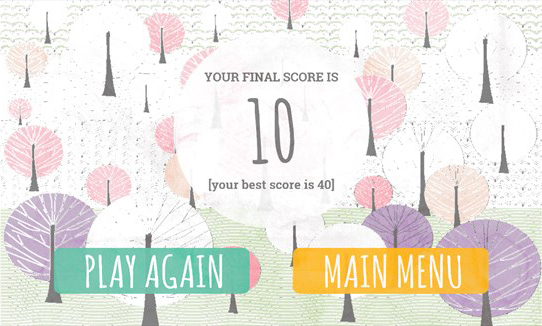 YOUR FINAL SCORE IS
10
[your best score is 40]
PLAY AGAIN
MAIN MENU